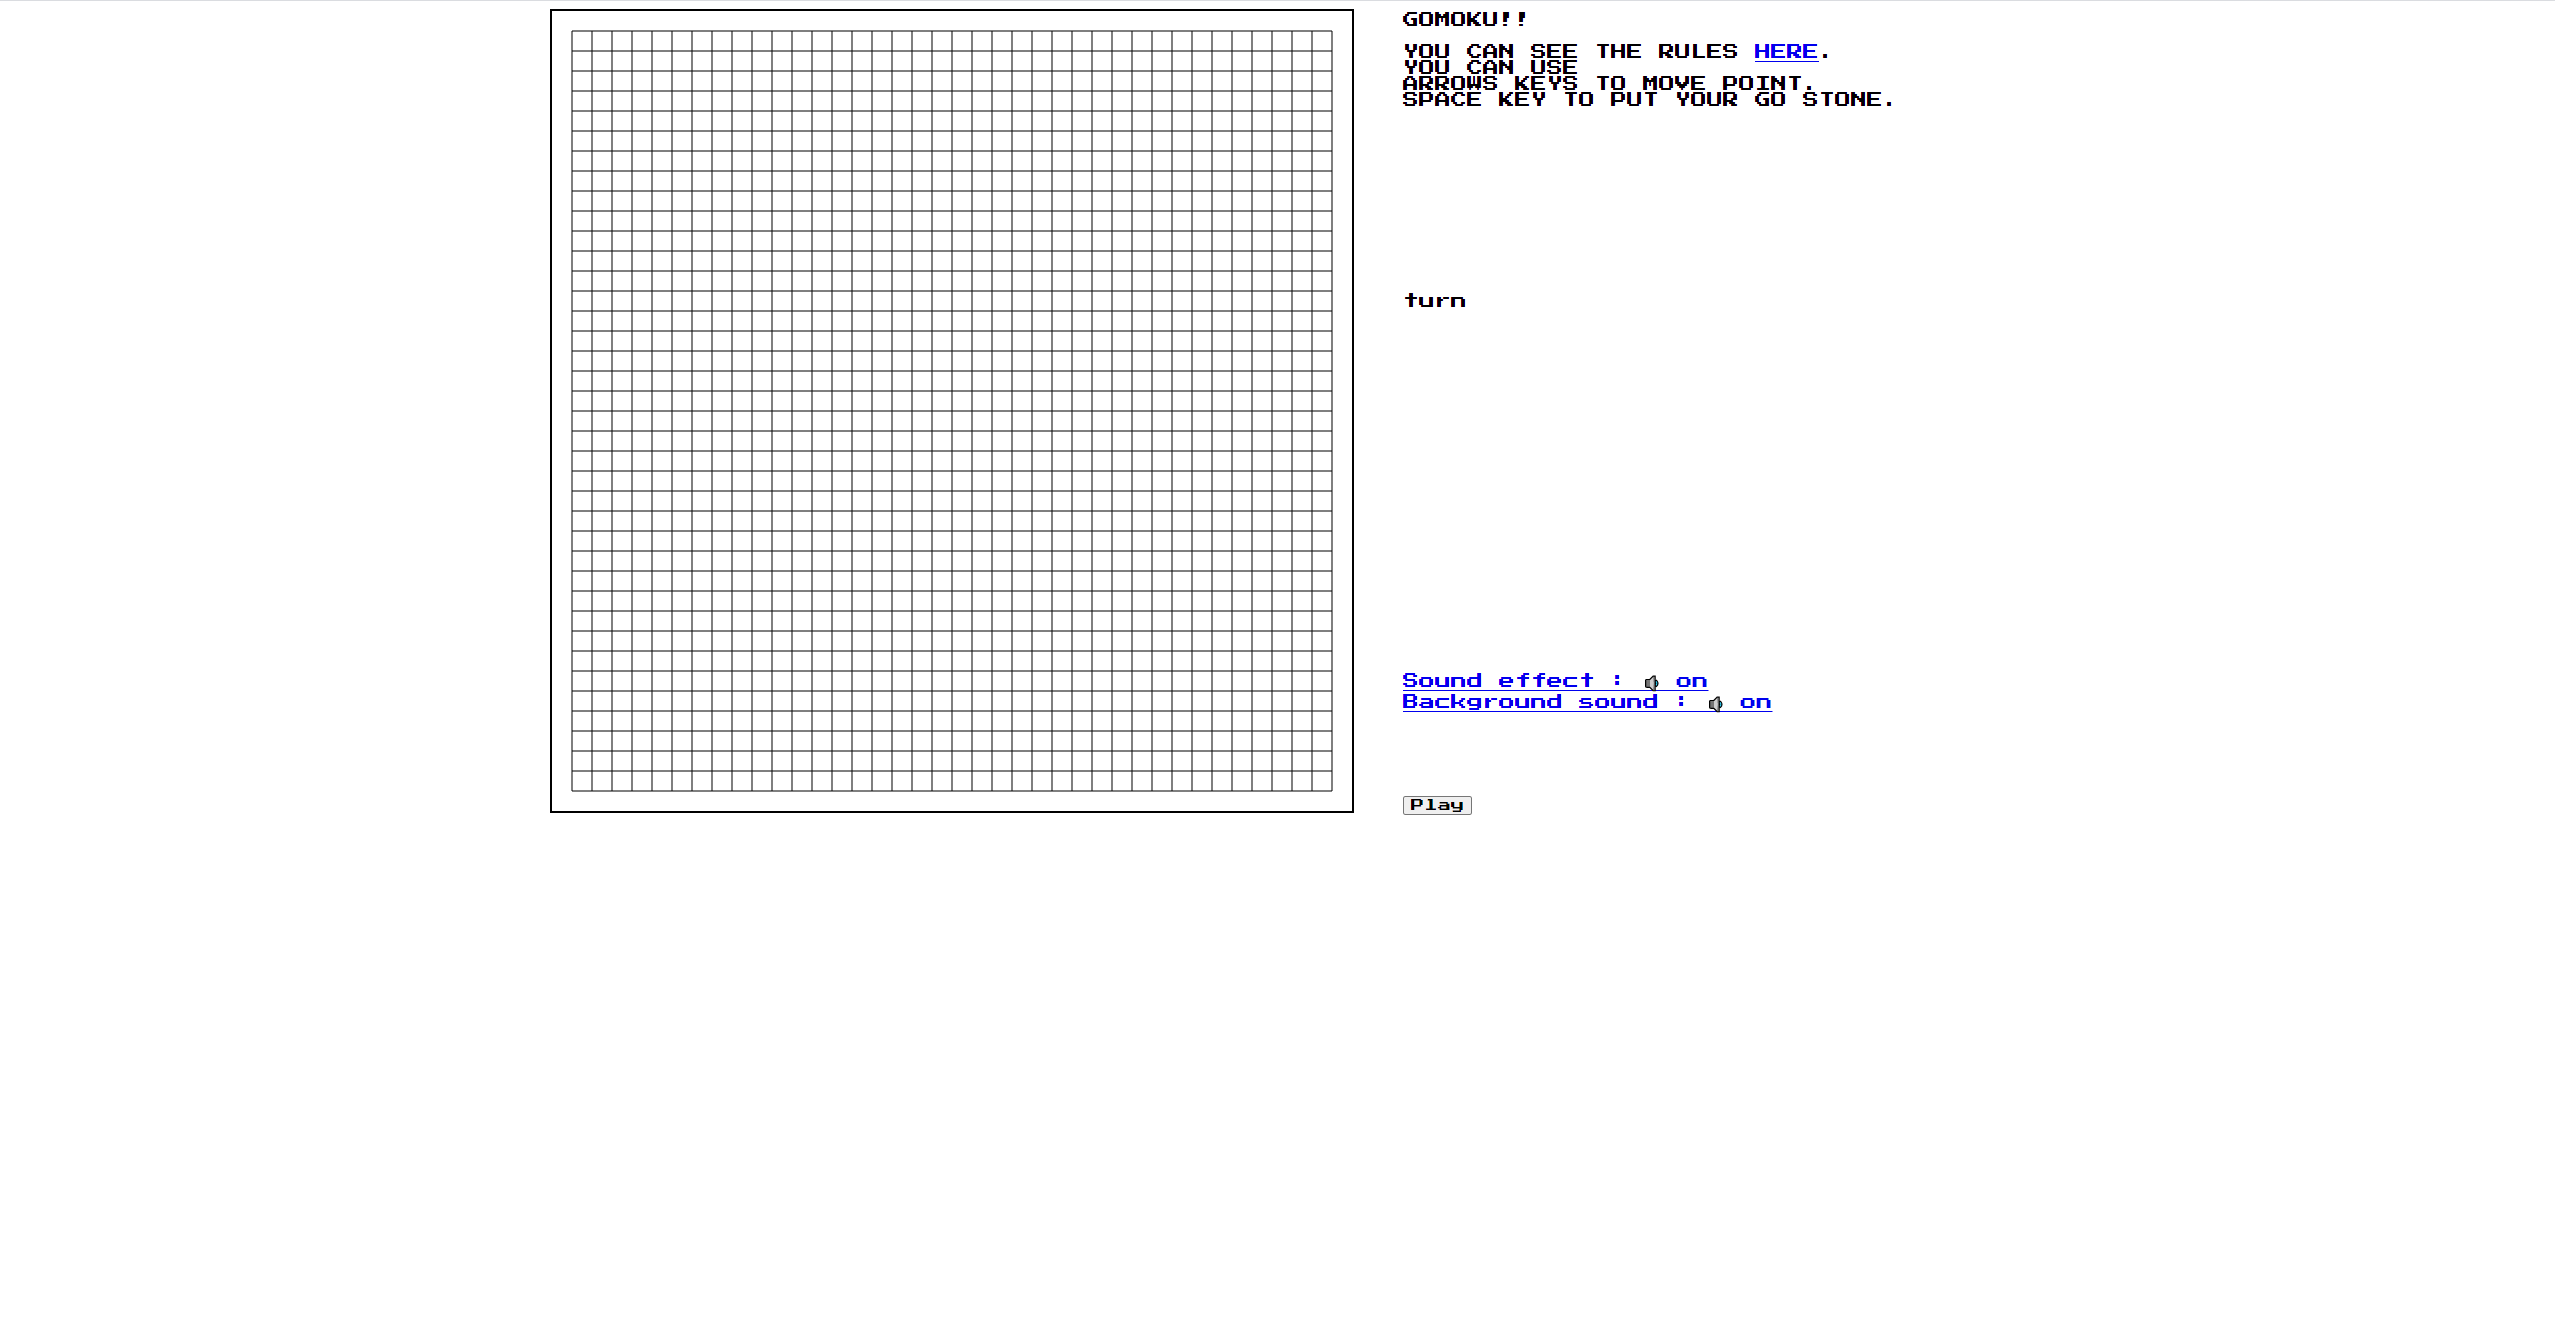 GOMOKU!!
YOU CAN SEE THE RULES HERE.
YOU CAN USE
ARROWS KEYS TO MOVE POINT.
SPACE KEY TO PUT YOUR GO STONE.
turn
Sound effect : on
Background sound : on
Play